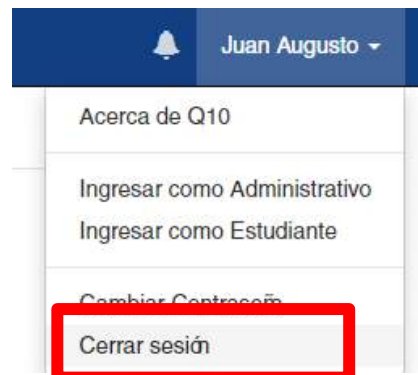 Juan Augusto
Acerca de Q10
Ingresar como Administrativo
Ingresar como Estudiante
Cambiar Contraseña
Cerrar sesión